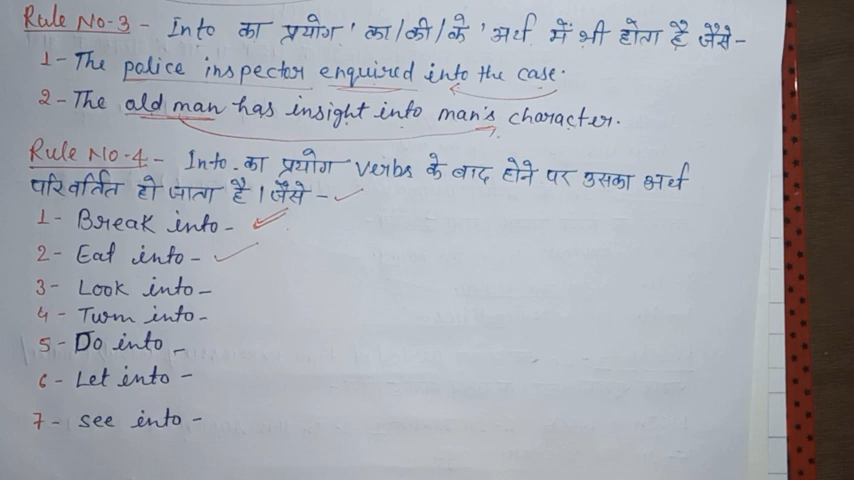 Rule No-3 - Into का प्रयोग 'का/की/के' अर्थ में भी होता है जैसे-
1- The police inspector enquired into the case.
2- The old man has insight into man's character.
Rule No-4- Into का प्रयोग verbs के बाद होने पर उसका अर्थ
परिवर्तित हो जाता है। जैसे -
1- Break into-
2- Eat into-
3- Look into-
4- Turn into-
5- Do into -
6- Let into-
7- see into-